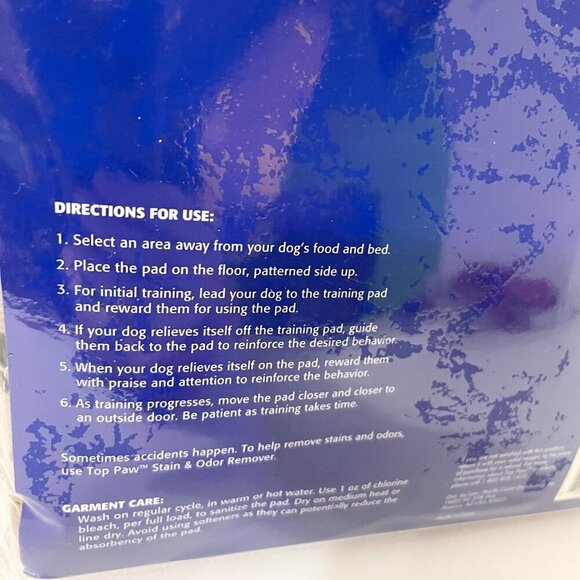 DIRECTIONS FOR USE:
1. Select an area away from your dog's food and bed.
2. Place the pad on the floor, patterned side up.
3. For initial training, lead your dog to the training pad
and reward them for using the pad.
4. If your dog relieves itself off the training pad, guide
them back to the pad to reinforce the desired behavior.
5. When your dog relieves itself on the pad, reward them
with praise and attention to reinforce the behavior.
6. As training progresses, move the pad closer and closer to
an outside door. Be patient as training takes time.
Sometimes accidents happen. To help remove stains and odors,
use Top Paw™ Stain & Odor Remover.
GARMENT CARE:
Wash on regular cycle, in warm or hot water. Use 1 oz of chlorine
bleach, per full load, to sanitize the pad. Dry on medium heat or
line dry. Avoid using softeners as they can potentially reduce the
absorbency of the pad.
are not satisfied with this product